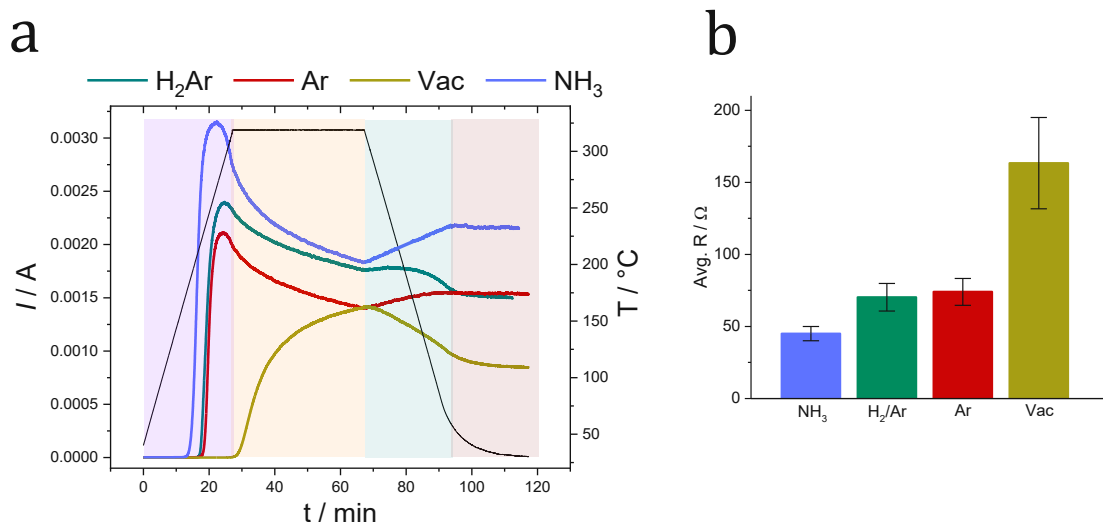 a
H₂Ar Ar Vac NH₃
0.0030
0.0025
0.0020
0.0015
0.0010
0.0005
0.0000
I / A
300
250
200
150
100
50
T / °C
0 20 40 60 80 100 120
t / min
b
200
150
100
50
0
Avg. R / Ω
NH₃ H₂/Ar Ar Vac